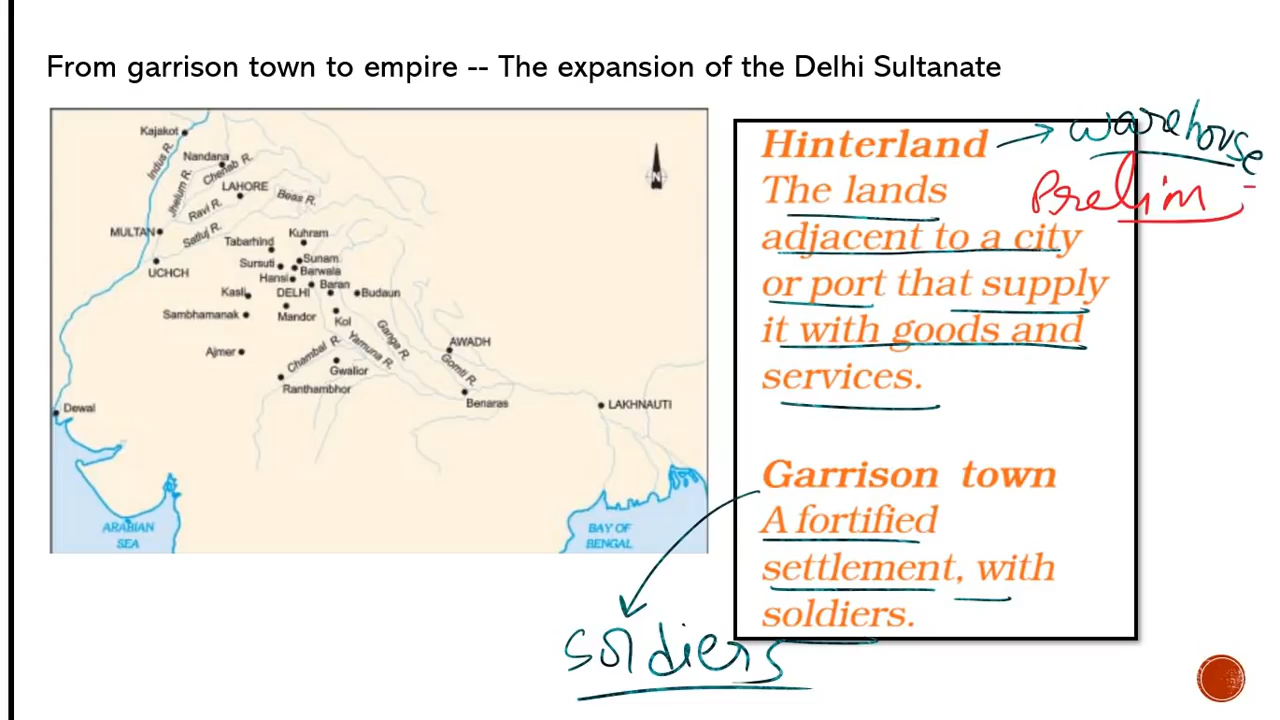 From garrison town to empire -- The expansion of the Delhi Sultanate
Kajakot
Indus R.
Nandana
Chenab R.
Jhelum R.
LAHORE
Beas R.
Ravi R.
MULTAN
Satluj R.
Tabarhind
Kuhram
UCHCH
Sursuti
Sunam
Barwala
Hansi
Baran
Kasli
DELHI
Budaun
Sambhamanak
Mandor
Kol
Ajmer
Chambal R.
Yamuna R.
Ganga R.
AWADH
Gomti R.
Gwalior
Ranthambhor
Benaras
LAKHNAUTI
Dewal
ARABIAN
SEA
BAY OF
BENGAL
N
Hinterland
warehouse
Prelim
The lands
adjacent to a city
or port that supply
it with goods and
services.
Garrison town
A fortified
settlement, with
soldiers.
soldiers